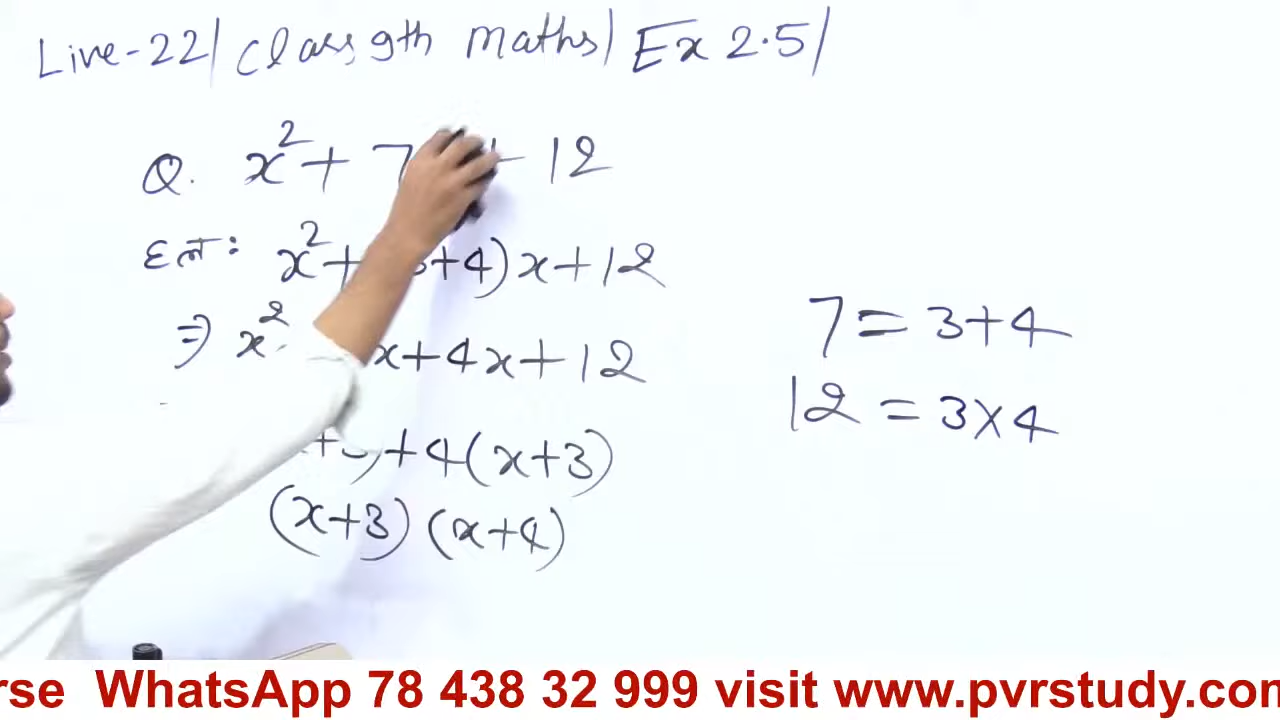 Live-22| Class 9th maths| Ex 2.5|
Q. x² + 7 + 12
हल: x² + +4)x+12
⇒ x² x+4x+12
+4(x+3)
(x+3) (x+4)
7 = 3+4
12 = 3×4
rse WhatsApp 78 438 32 999 visit www.pvrstudy.com